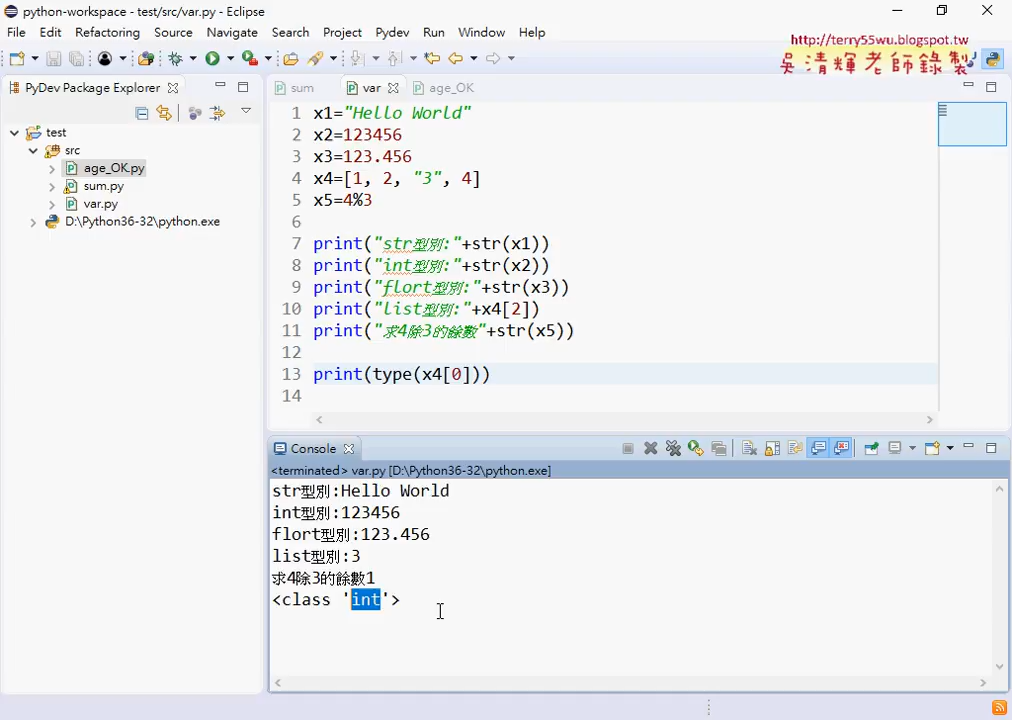 python-workspace - test/src/var.py - Eclipse
File Edit Refactoring Source Navigate Search Project Pydev Run Window Help
http://terry55wu.blogspot.tw
吳清輝老師錄製
PyDev Package Explorer
test
src
age_OK.py
sum.py
var.py
D:\Python36-32\python.exe
sum var age_OK
1 x1="Hello World"
2 x2=123456
3 x3=123.456
4 x4=[1, 2, "3", 4]
5 x5=4%3
6
7 print("str型別:"+str(x1))
8 print("int型別:"+str(x2))
9 print("flort型別:"+str(x3))
10 print("list型別:"+x4[2])
11 print("求4除3的餘數"+str(x5))
12
13 print(type(x4[0]))
14
Console
<terminated> var.py [D:\Python36-32\python.exe]
str型別:Hello World
int型別:123456
flort型別:123.456
list型別:3
求4除3的餘數1
<class 'int'>